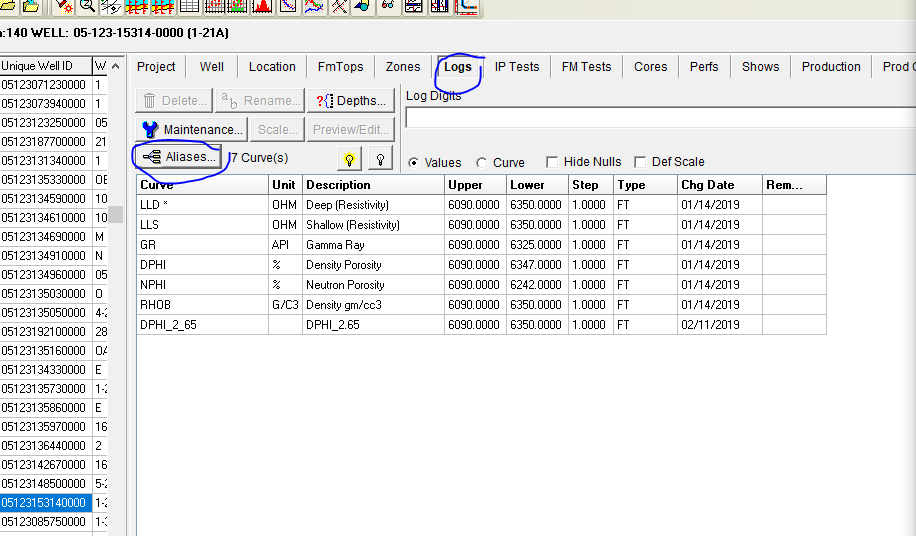 :140 WELL: 05-123-15314-0000 (1-21A)
Unique Well ID W
05123071230000 1
05123073940000 1
05123123250000 05
05123187700000 21
05123131340000 1
05123135330000 OE
05123134590000 10
05123134610000 10
05123134690000 M
05123134910000 N
05123134960000 05
05123135030000 O
05123135050000 4-2
05123192100000 28
05123135160000 OA
05123134330000 E
05123135730000 1-2
05123135860000 E
05123135970000 16
05123136440000 2
05123142670000 16
05123148500000 5-2
05123153140000 1-2
05123085750000 1-3
Project Well Location FmTops Zones Logs IP Tests FM Tests Cores Perfs Shows Production Prod C
Delete... Rename... Depths...
Maintenance... Scale... Preview/Edit...
Aliases... 7 Curve(s)
Log Digits
Values Curve Hide Nulls Def Scale
Curve Unit Description Upper Lower Step Type Chg Date Rem...
LLD * OHM Deep (Resistivity) 6090.0000 6350.0000 1.0000 FT 01/14/2019
LLS OHM Shallow (Resistivity) 6090.0000 6350.0000 1.0000 FT 01/14/2019
GR API Gamma Ray 6090.0000 6325.0000 1.0000 FT 01/14/2019
DPHI % Density Porosity 6090.0000 6347.0000 1.0000 FT 01/14/2019
NPHI % Neutron Porosity 6090.0000 6242.0000 1.0000 FT 01/14/2019
RHOB G/C3 Density gm/cc3 6090.0000 6350.0000 1.0000 FT 01/14/2019
DPHI_2_65 DPHI_2.65 6090.0000 6350.0000 1.0000 FT 02/11/2019